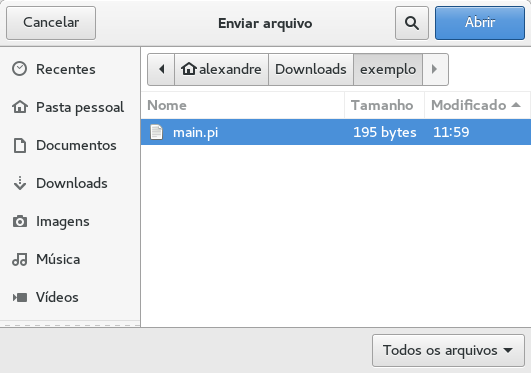 Cancelar Enviar arquivo Abrir
Recentes
Pasta pessoal
Documentos
Downloads
Imagens
Música
Vídeos
alexandre Downloads exemplo
Nome Tamanho Modificado
main.pi 195 bytes 11:59
Todos os arquivos